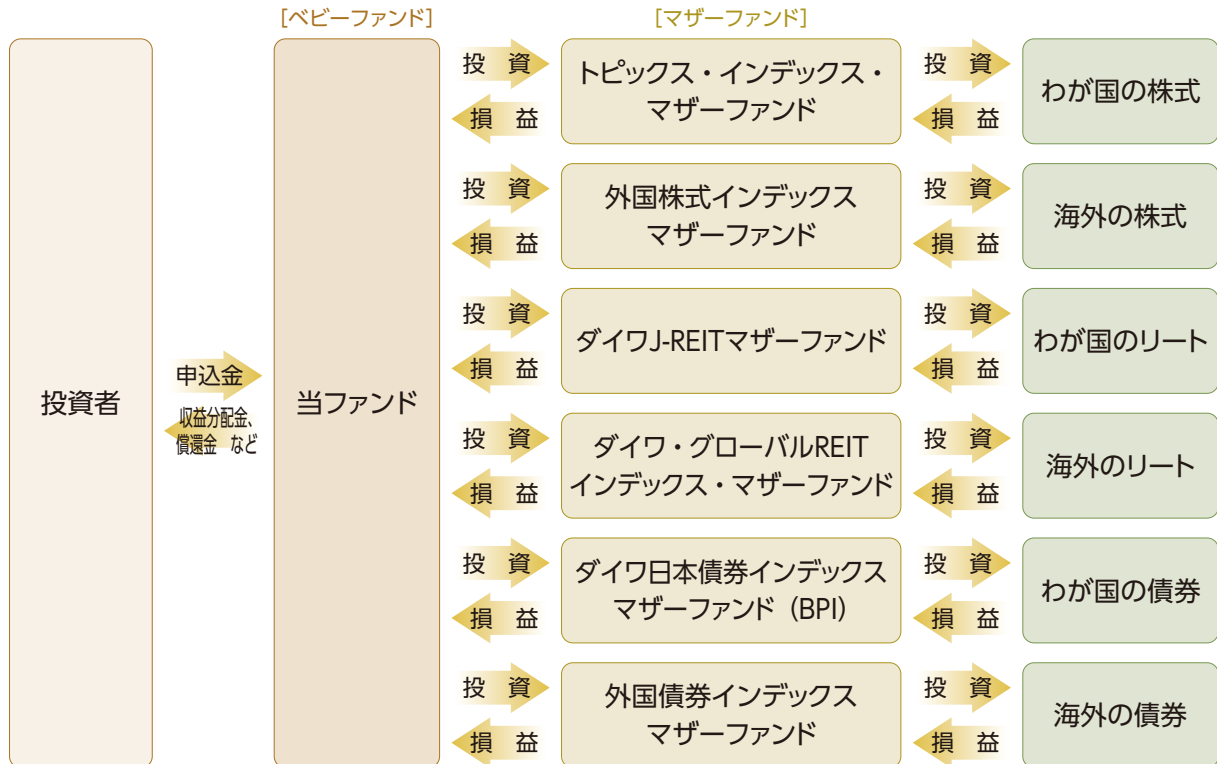 [ベビーファンド]
[マザーファンド]
投資者
申込金
収益分配金、
償還金 など
当ファンド
投 資
損 益
トピックス・インデックス・
マザーファンド
投 資
損 益
わが国の株式
投 資
損 益
外国株式インデックス
マザーファンド
投 資
損 益
海外の株式
投 資
損 益
ダイワJ-REITマザーファンド
投 資
損 益
わが国のリート
投 資
損 益
ダイワ・グローバルREIT
インデックス・マザーファンド
投 資
損 益
海外のリート
投 資
損 益
ダイワ日本債券インデックス
マザーファンド（BPI）
投 資
損 益
わが国の債券
投 資
損 益
外国債券インデックス
マザーファンド
投 資
損 益
海外の債券